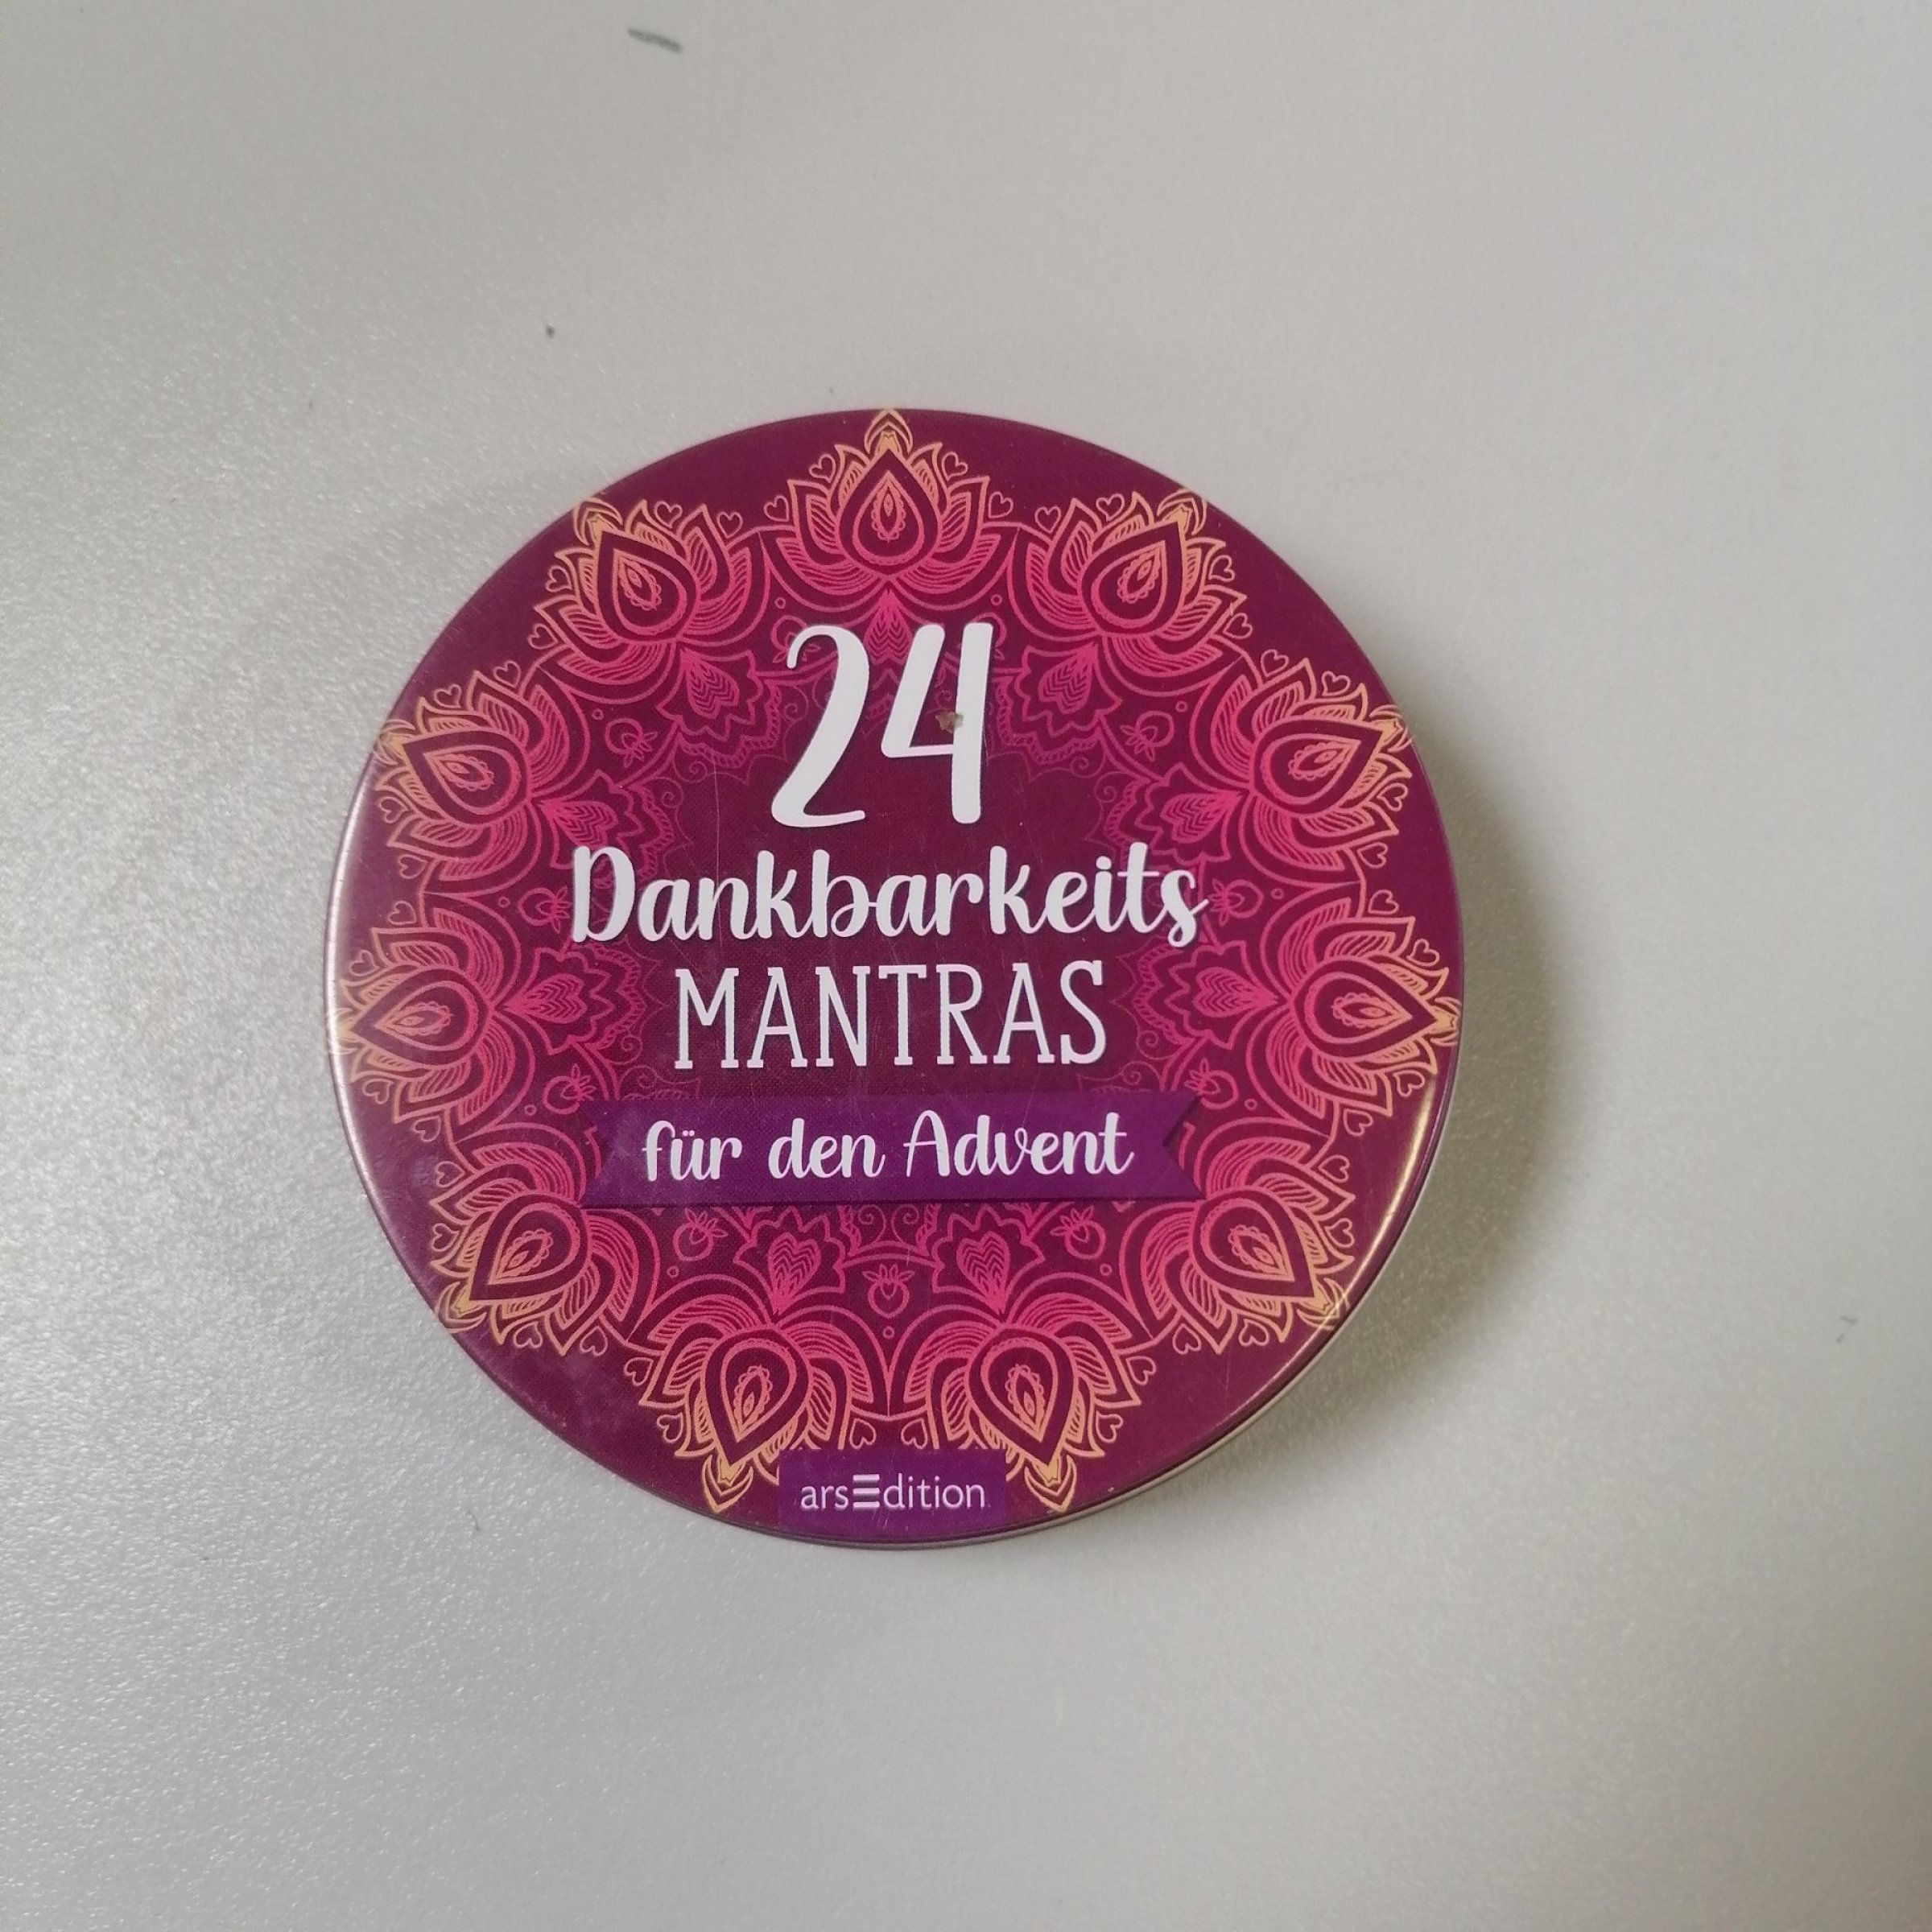 24
Dankbarkeits
MANTRAS
für den Advent
arsEdition